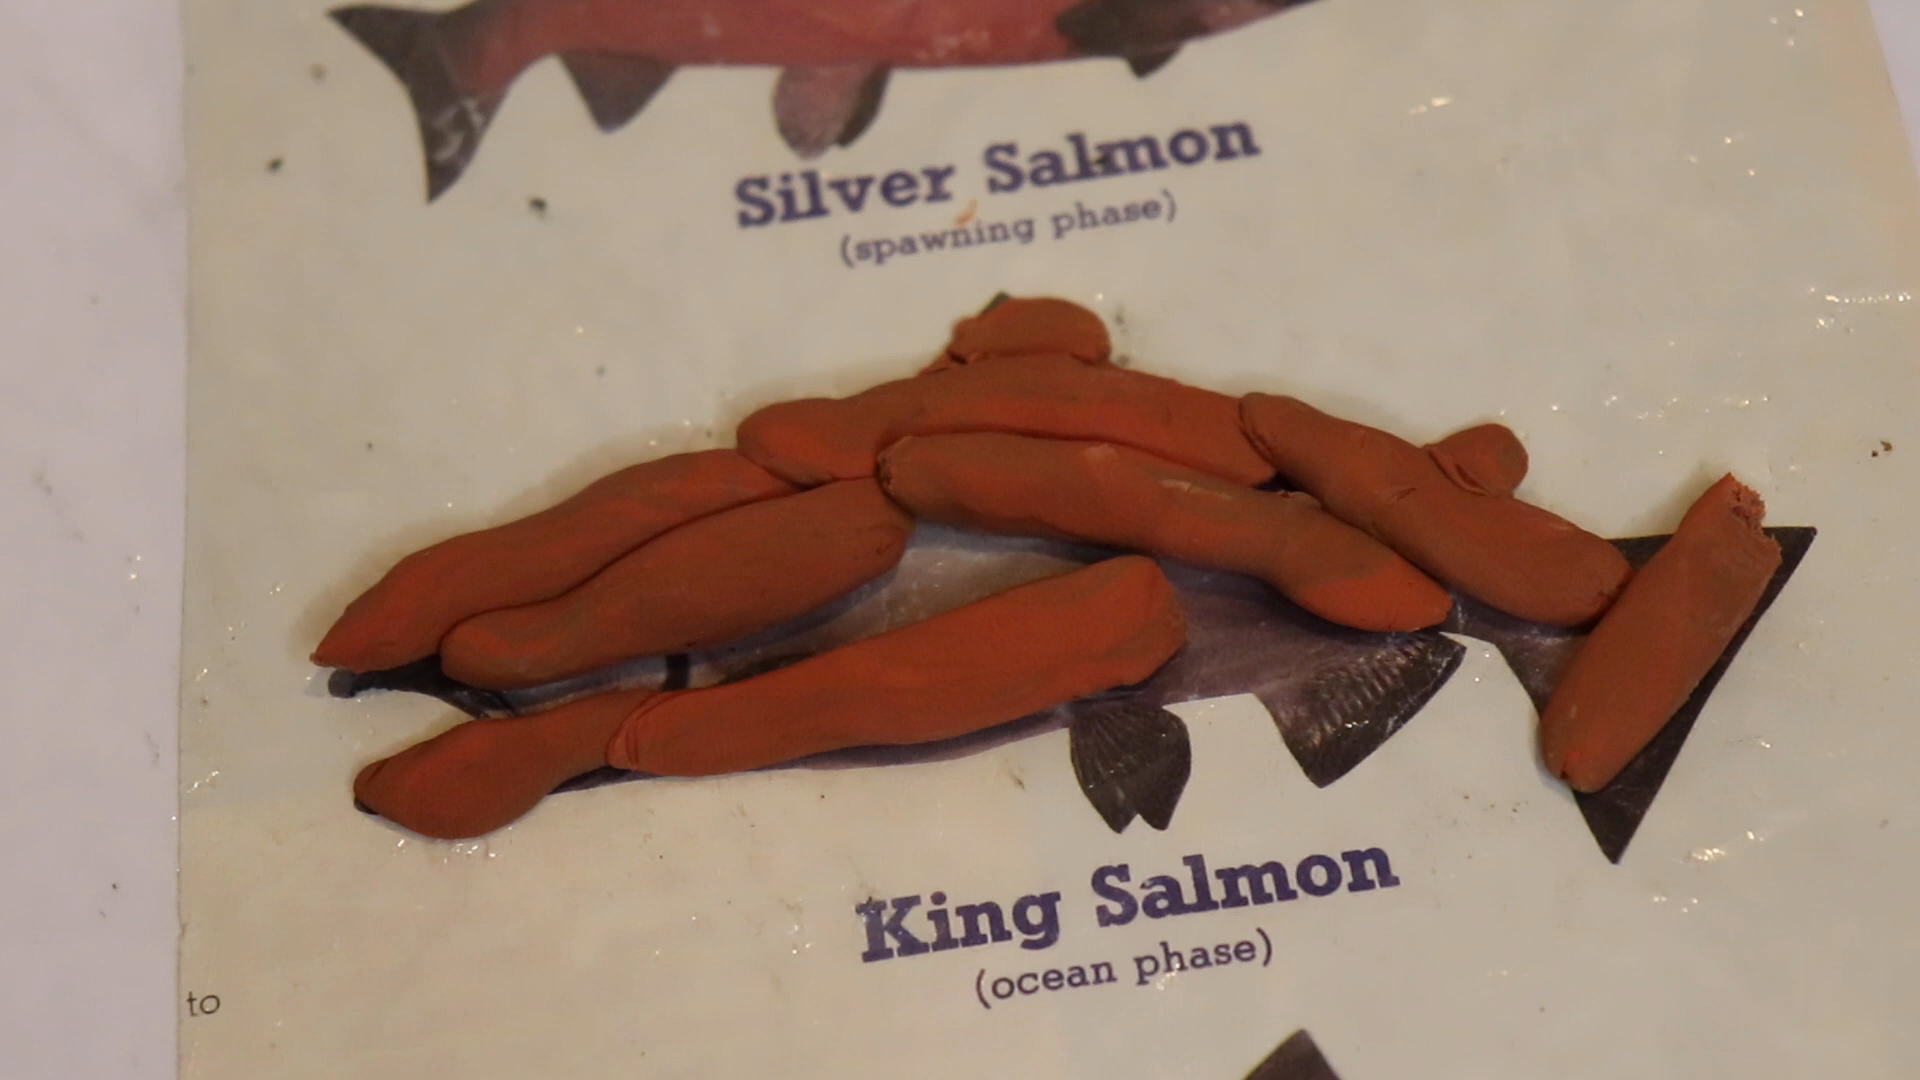 Silver Salmon
(spawning phase)
King Salmon
(ocean phase)
to